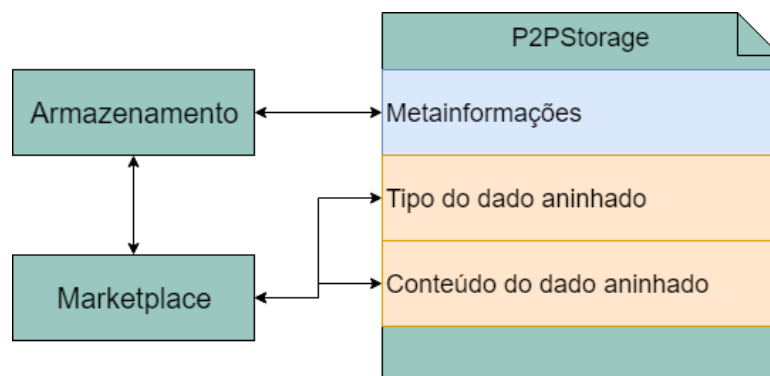 P2PStorage
Armazenamento
Metainformações
Tipo do dado aninhado
Marketplace
Conteúdo do dado aninhado